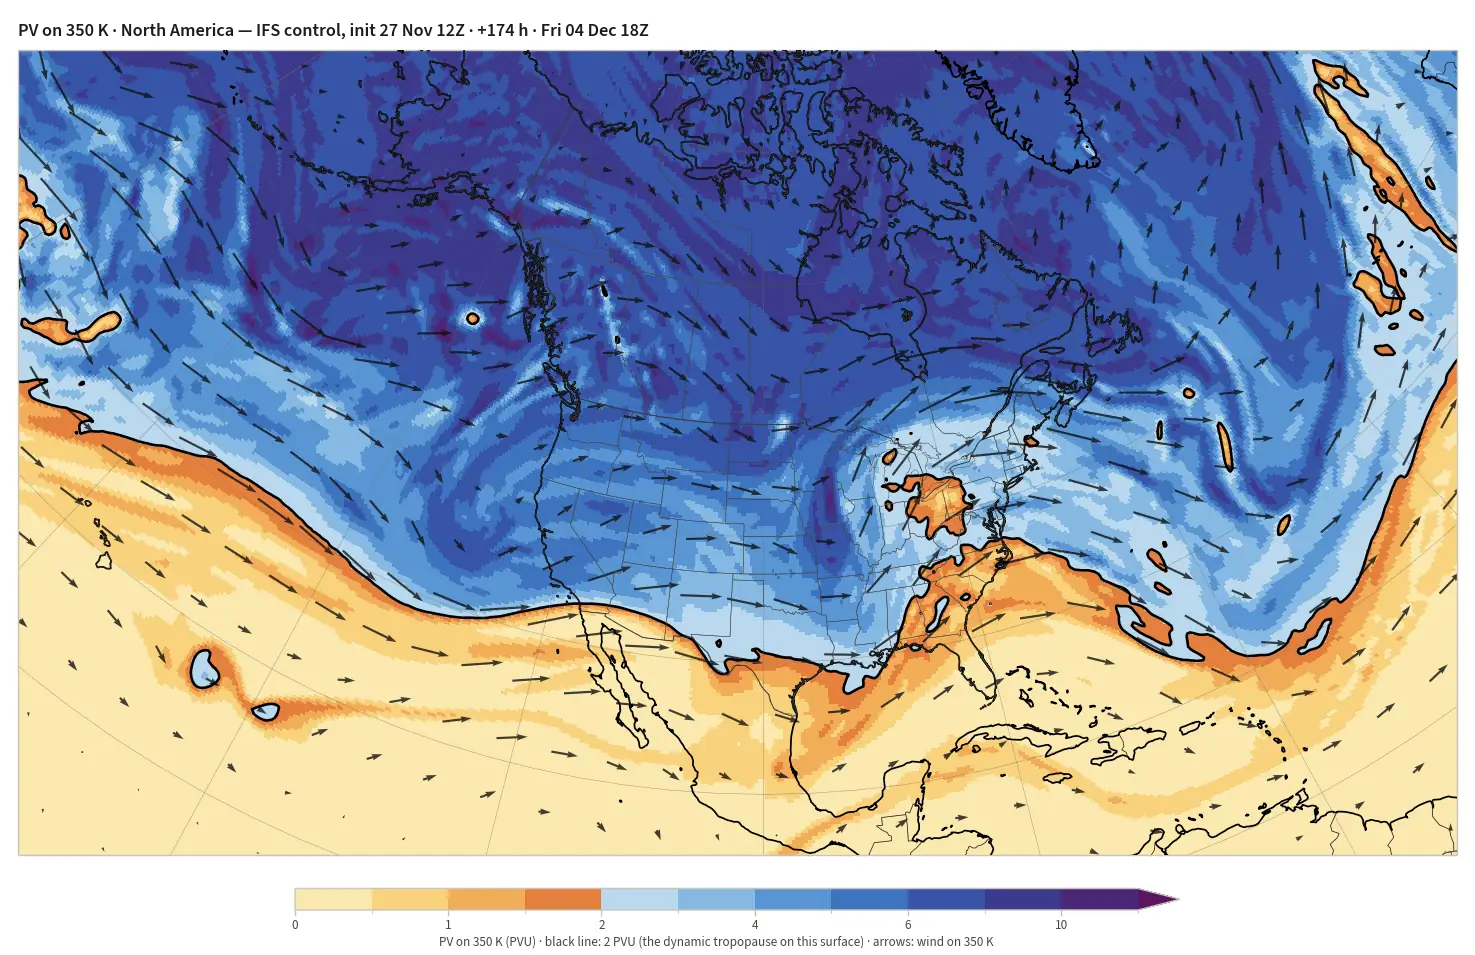 PV on 350 K · North America — IFS control, init 27 Nov 12Z · +174 h · Fri 04 Dec 18Z
0 1 2 4 6 10
PV on 350 K (PVU) · black line: 2 PVU (the dynamic tropopause on this surface) · arrows: wind on 350 K